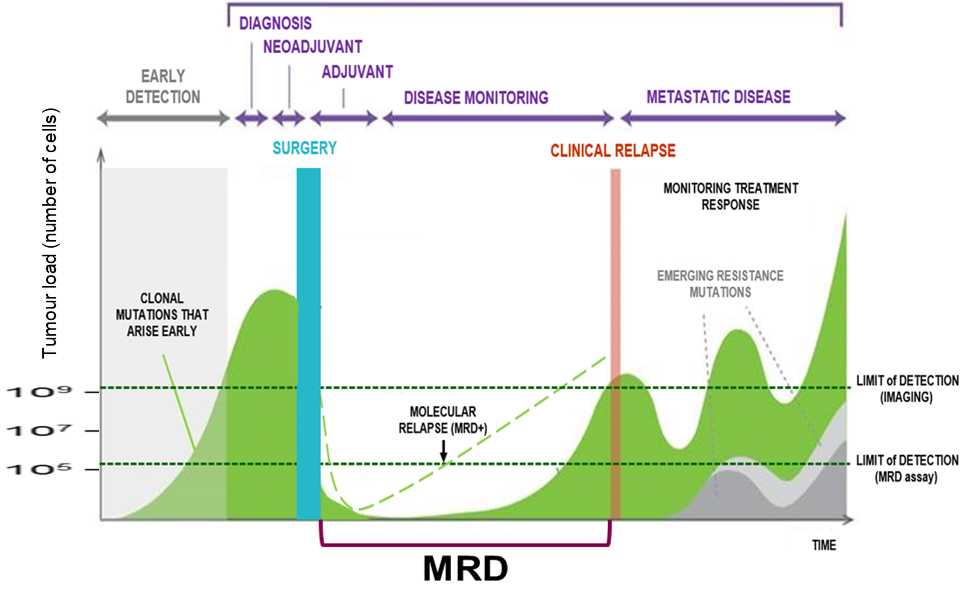 DIAGNOSIS
NEOADJUVANT
ADJUVANT
EARLY
DETECTION
DISEASE MONITORING
METASTATIC DISEASE
SURGERY
CLINICAL RELAPSE
MONITORING TREATMENT
RESPONSE
Tumour load (number of cells)
EMERGING RESISTANCE
MUTATIONS
CLONAL
MUTATIONS THAT
ARISE EARLY
10⁹
LIMIT of DETECTION
(IMAGING)
MOLECULAR
RELAPSE (MRD+)
10⁷
10⁵
LIMIT of DETECTION
(MRD assay)
TIME
MRD